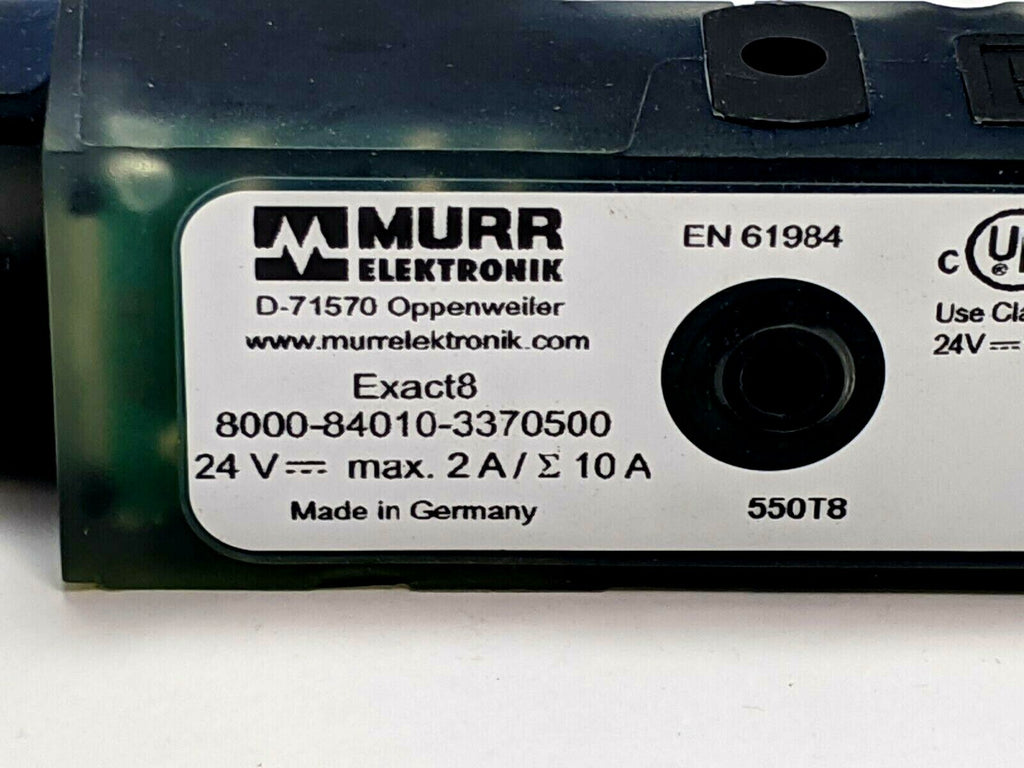 MURR
ELEKTRONIK
D-71570 Oppenweiler
www.murrelektronik.com
Exact8
8000-84010-3370500
24 V⎓ max. 2 A / Σ 10 A
Made in Germany
EN 61984
550T8
c
Use
24V⎓